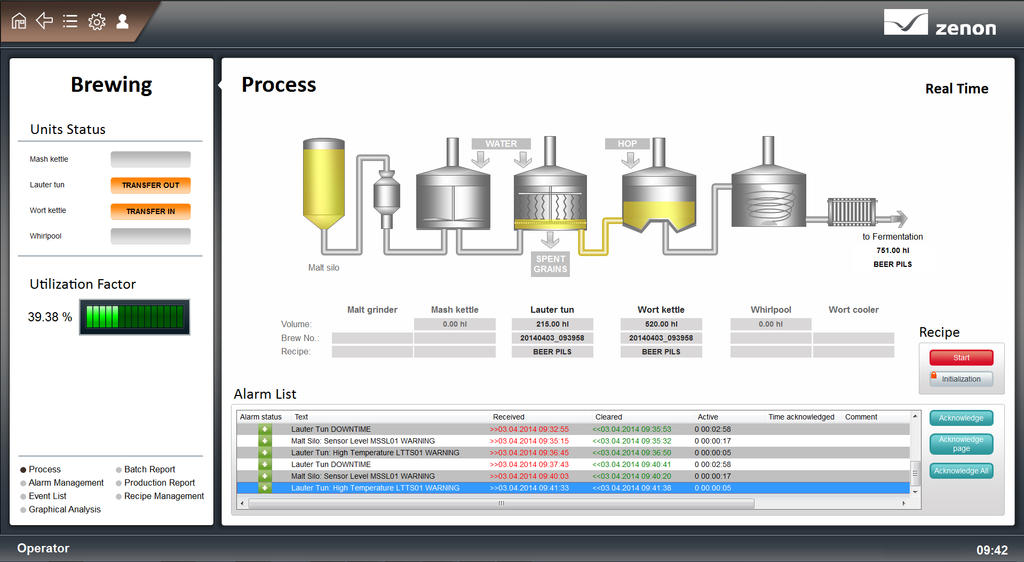 zenon
Brewing
Units Status
Mash kettle
Lauter tun TRANSFER OUT
Wort kettle TRANSFER IN
Whirlpool
Utilization Factor
39.38 %
Process
Alarm Management
Event List
Graphical Analysis
Batch Report
Production Report
Recipe Management
Process
Real Time
WATER
HOP
Malt silo
SPENT
GRAINS
to Fermentation
751.00 hl
BEER PILS
Malt grinder Mash kettle Lauter tun Wort kettle Whirlpool Wort cooler
Volume: 0.00 hl 215.00 hl 520.00 hl 0.00 hl
Brew No.: 20140403_093958 20140403_093958
Recipe: BEER PILS BEER PILS
Recipe
Start
Initialization
Alarm List
Alarm status Text Received Cleared Active Time acknowledged Comment
Lauter Tun DOWNTIME >>03.04.2014 09:32:55 <<03.04.2014 09:35:53 0 00:02:58
Malt Silo: Sensor Level MSSL01 WARNING >>03.04.2014 09:35:15 <<03.04.2014 09:35:32 0 00:00:17
Lauter Tun: High Temperature LTTS01 WARNING >>03.04.2014 09:36:45 <<03.04.2014 09:36:50 0 00:00:05
Lauter Tun DOWNTIME >>03.04.2014 09:37:43 <<03.04.2014 09:40:41 0 00:02:58
Malt Silo: Sensor Level MSSL01 WARNING >>03.04.2014 09:40:03 <<03.04.2014 09:40:20 0 00:00:17
Lauter Tun: High Temperature LTTS01 WARNING >>03.04.2014 09:41:33 <<03.04.2014 09:41:38 0 00:00:05
Acknowledge
Acknowledge
page
Acknowledge All
Operator
09:42